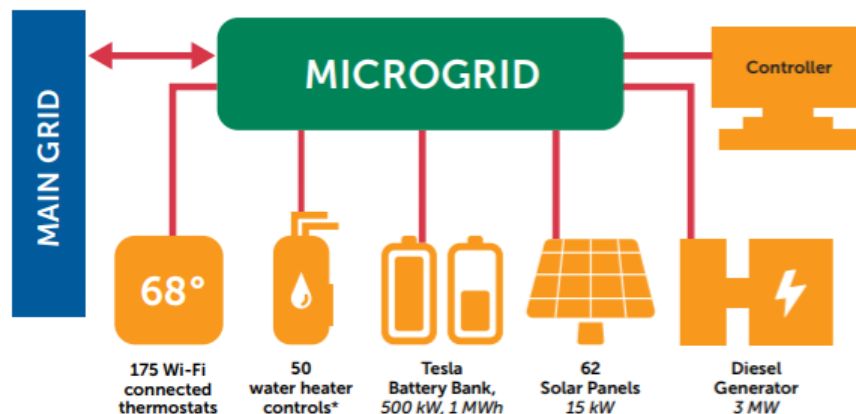 MAIN GRID
MICROGRID
Controller
68°
175 Wi-Fi
connected
thermostats
50
water heater
controls*
Tesla
Battery Bank,
500 kW, 1 MWh
62
Solar Panels
15 kW
Diesel
Generator
3 MW